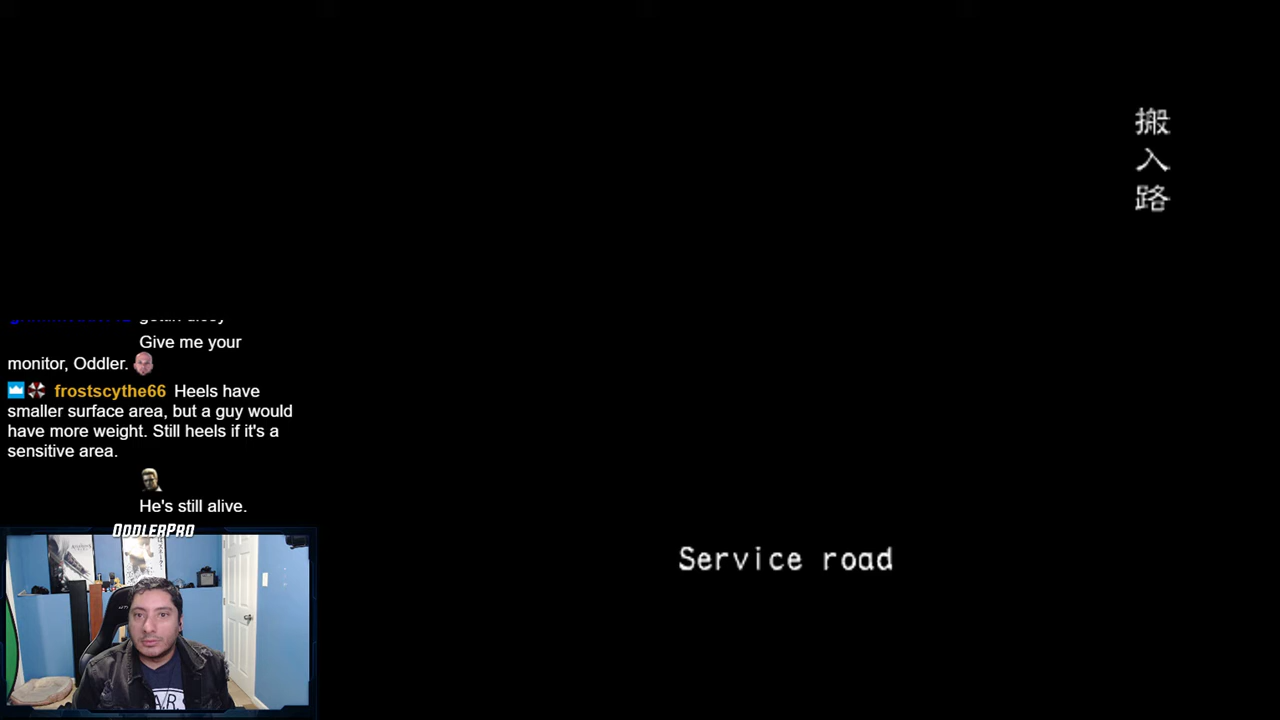 搬入路
Give me your
monitor, Oddler.
frostscythe66 Heels have
smaller surface area, but a guy would
have more weight. Still heels if it's a
sensitive area.
He's still alive.
ODDLERPRO
Service road